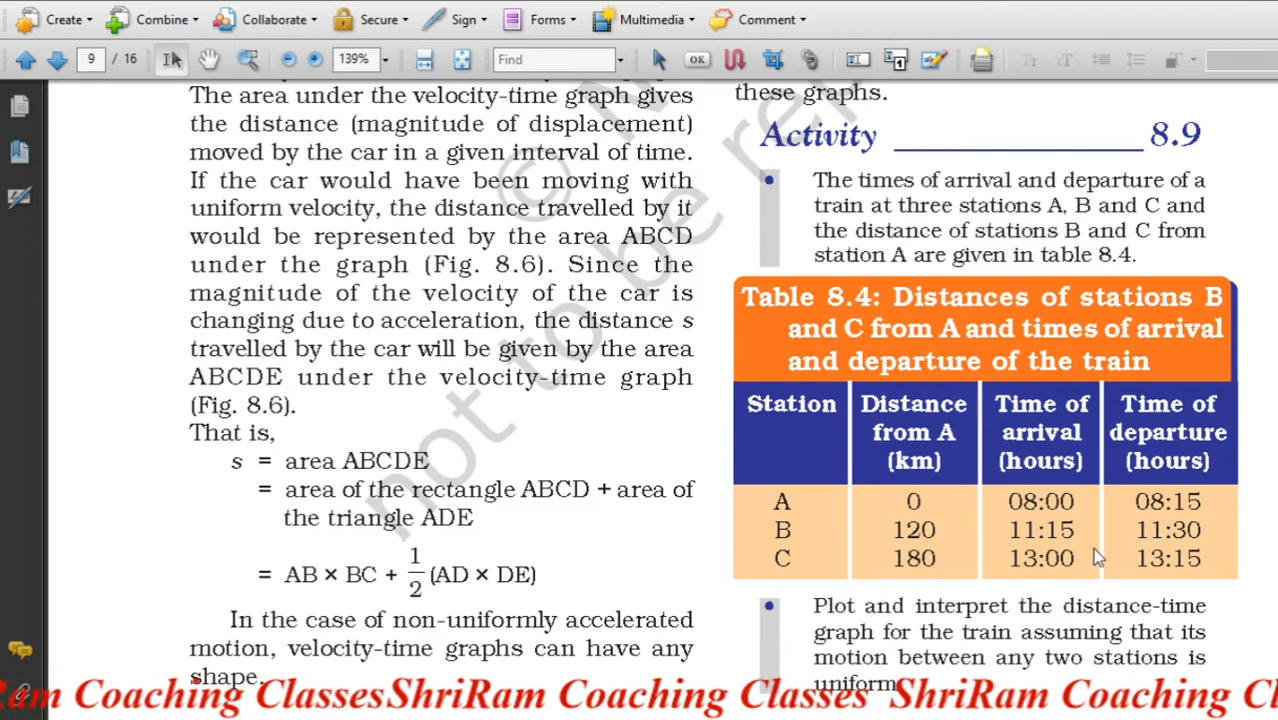 Create Combine Collaborate Secure Sign Forms Multimedia Comment
9 / 16 139% Find
The area under the velocity-time graph gives
the distance (magnitude of displacement)
moved by the car in a given interval of time.
If the car would have been moving with
uniform velocity, the distance travelled by it
would be represented by the area ABCD
under the graph (Fig. 8.6). Since the
magnitude of the velocity of the car is
changing due to acceleration, the distance s
travelled by the car will be given by the area
ABCDE under the velocity-time graph
(Fig. 8.6).
That is,
s = area ABCDE
= area of the rectangle ABCD + area of
the triangle ADE
= AB × BC + 1/2 (AD × DE)
In the case of non-uniformly accelerated
motion, velocity-time graphs can have any
shape.
these graphs.
Activity 8.9
• The times of arrival and departure of a
train at three stations A, B and C and
the distance of stations B and C from
station A are given in table 8.4.
Table 8.4: Distances of stations B
and C from A and times of arrival
and departure of the train
Station Distance from A (km) Time of arrival (hours) Time of departure (hours)
A 0 08:00 08:15
B 120 11:15 11:30
C 180 13:00 13:15
• Plot and interpret the distance-time
graph for the train assuming that its
motion between any two stations is
uniform
© not to be
Ram Coaching Classes ShriRam Coaching Classes ShriRam Coaching